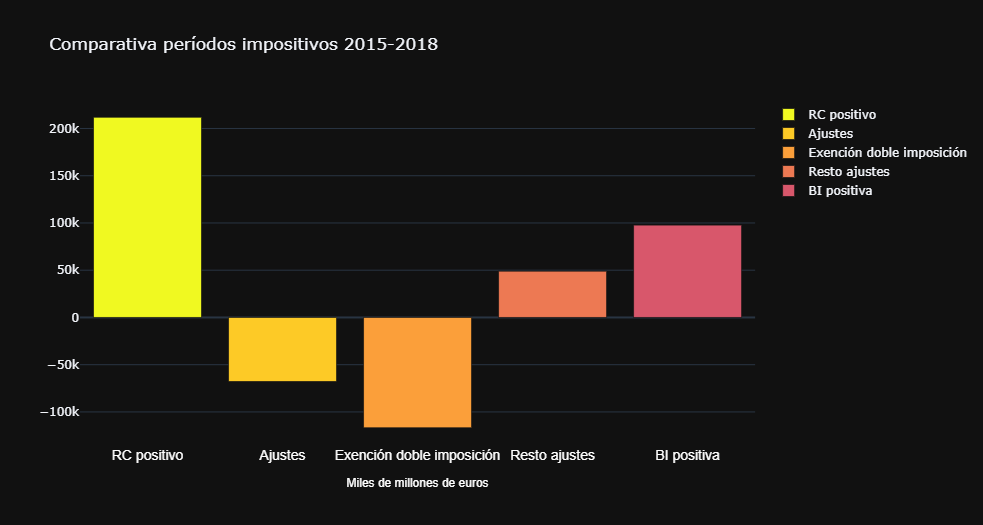 Comparativa períodos impositivos 2015-2018
200k
150k
100k
50k
0
−50k
−100k
RC positivo
Ajustes
Exención doble imposición
Resto ajustes
BI positiva
Miles de millones de euros
RC positivo
Ajustes
Exención doble imposición
Resto ajustes
BI positiva